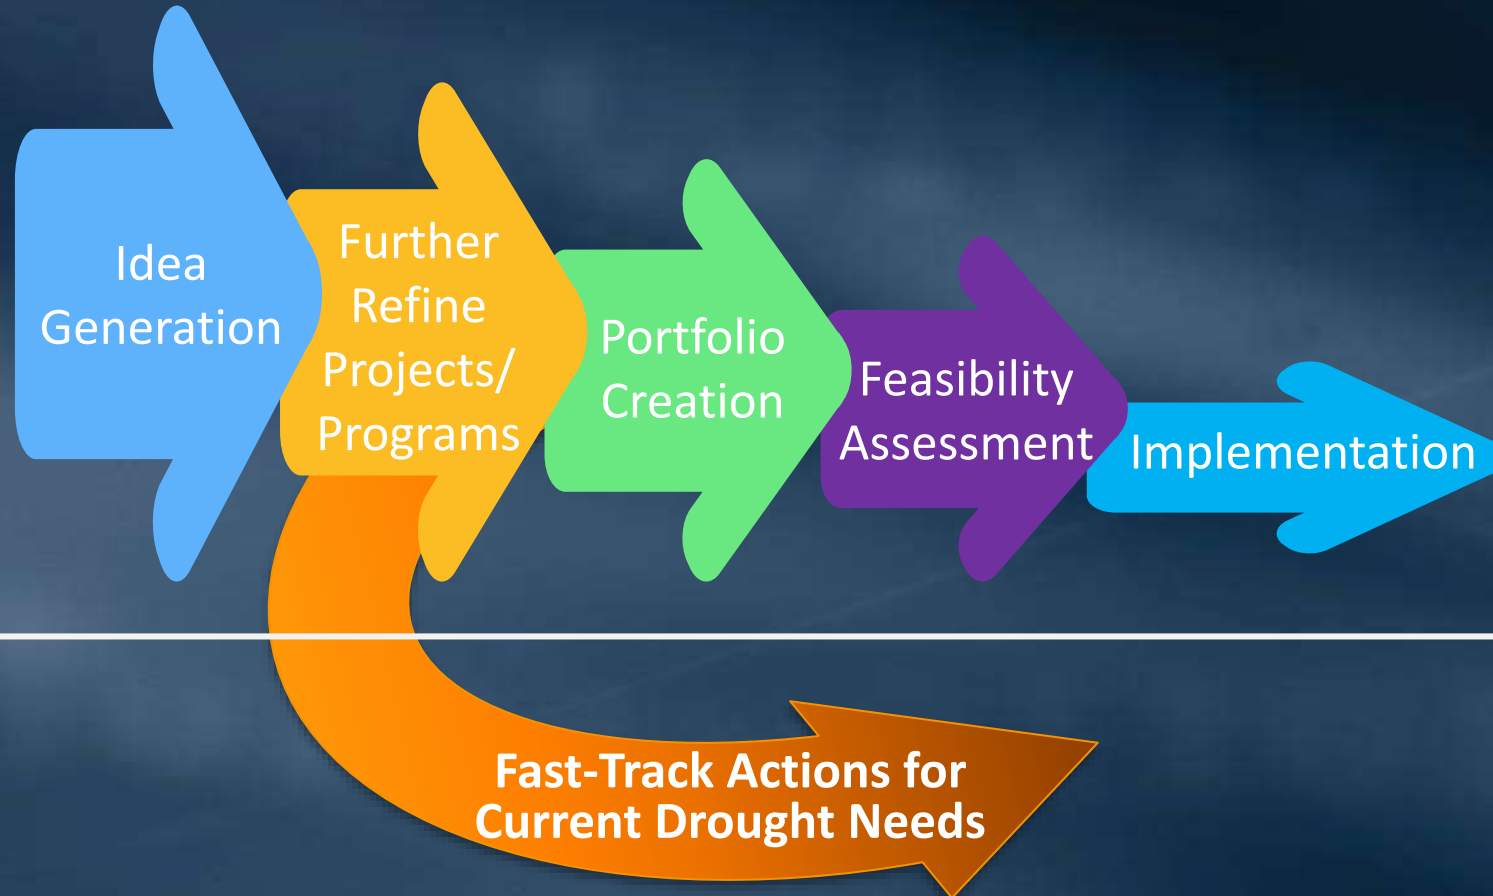 Idea
Generation
Further
Refine
Projects/
Programs
Portfolio
Creation
Feasibility
Assessment
Implementation
Fast-Track Actions for
Current Drought Needs